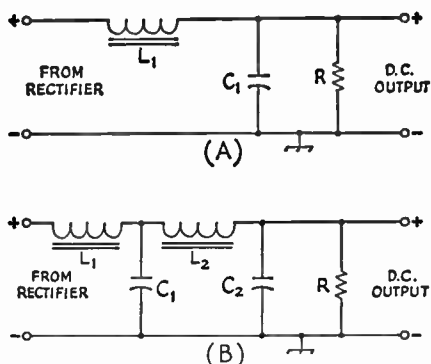 + +
L1
FROM
RECTIFIER
C1
R
D.C.
OUTPUT
- -
(A)
+ +
L1 L2
FROM
RECTIFIER
C1 C2
R
D.C.
OUTPUT
- -
(B)